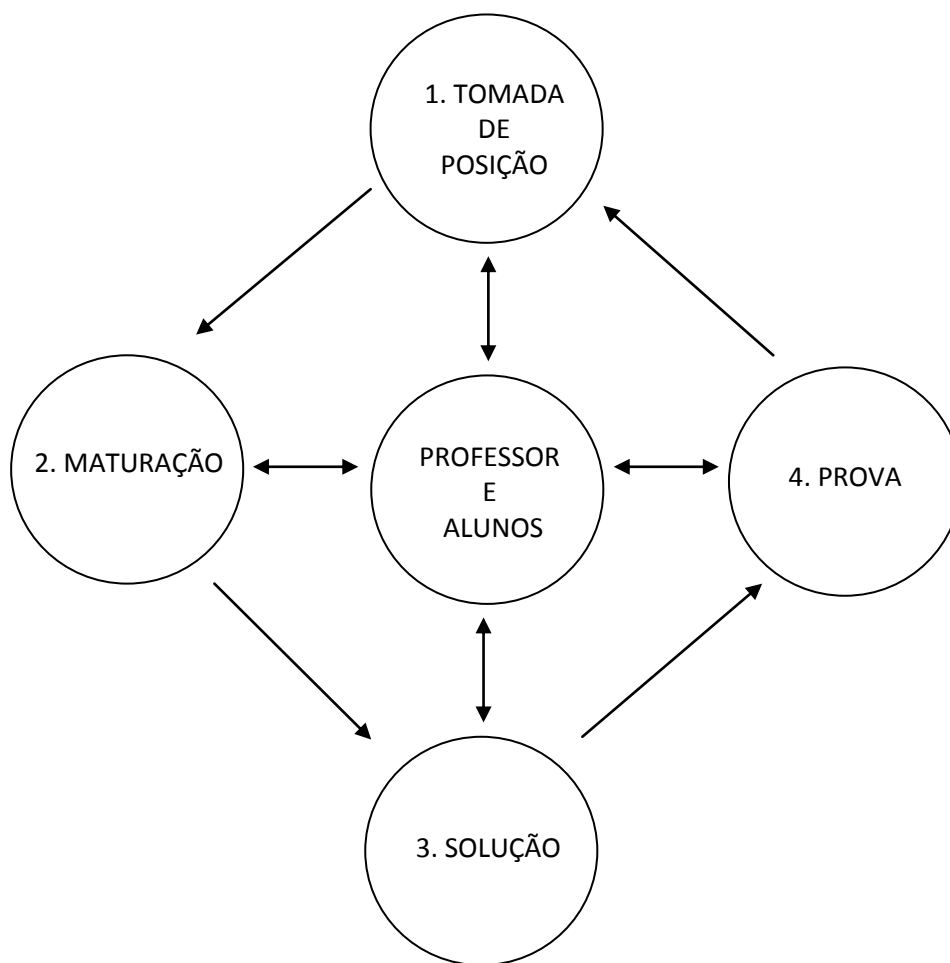 1. TOMADA
DE
POSIÇÃO
2. MATURAÇÃO
PROFESSOR
E
ALUNOS
4. PROVA
3. SOLUÇÃO